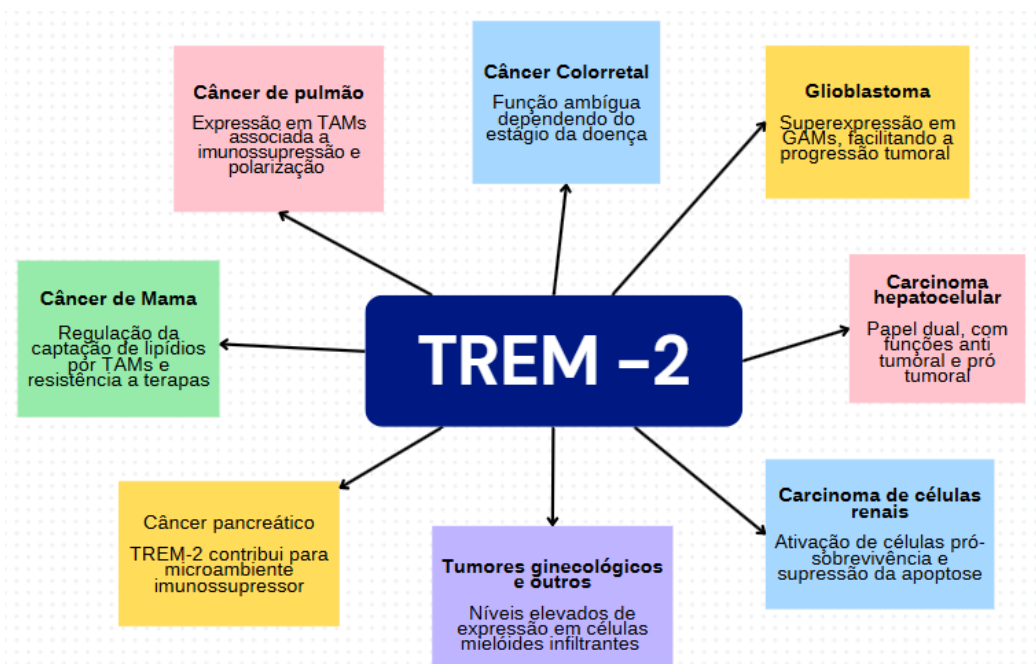 Câncer de pulmão
Expressão em TAMs
associada à
imunossupressão e
polarização
Câncer Colorretal
Função ambígua
dependendo do
estágio da doença
Glioblastoma
Superexpressão em
GAMs, facilitando a
progressão tumoral
Câncer de Mama
Regulação da
captação de lipídios
por TAMs e
resistência a terapas
TREM -2
Carcinoma
hepatocelular
Papel dual, com
funções anti
tumoral e pró
tumoral
Câncer pancreático
TREM-2 contribui para
microambiente
imunossupressor
Tumores ginecológicos
e outros
Níveis elevados de
expressão em células
mielóides infiltrantes
Carcinoma de células
renais
Ativação de células pró-
sobrevivência e
supressão da apoptose